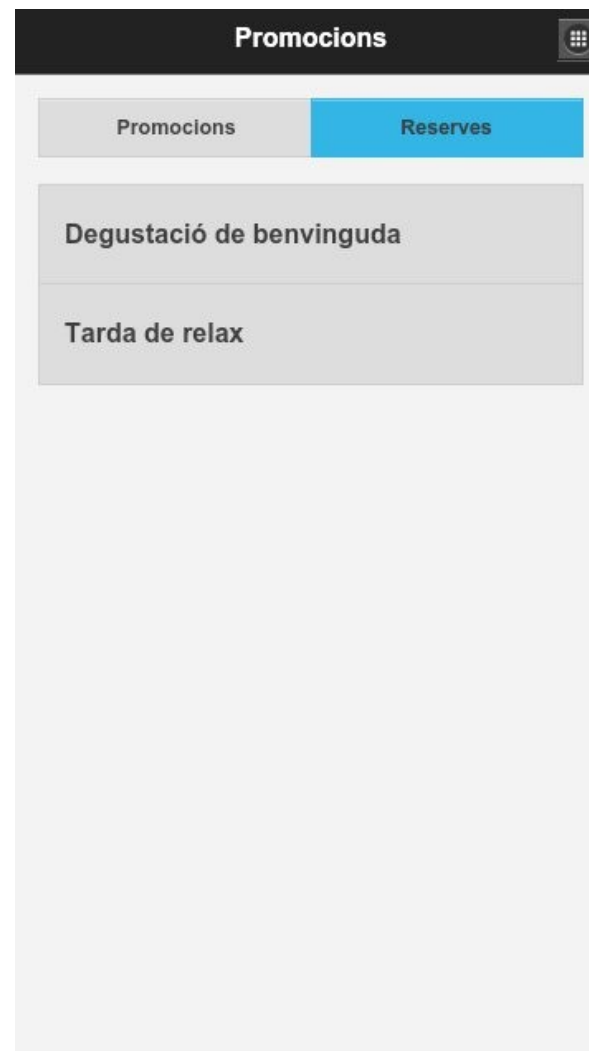 Promocions
Promocions Reserves
Degustació de benvinguda
Tarda de relax